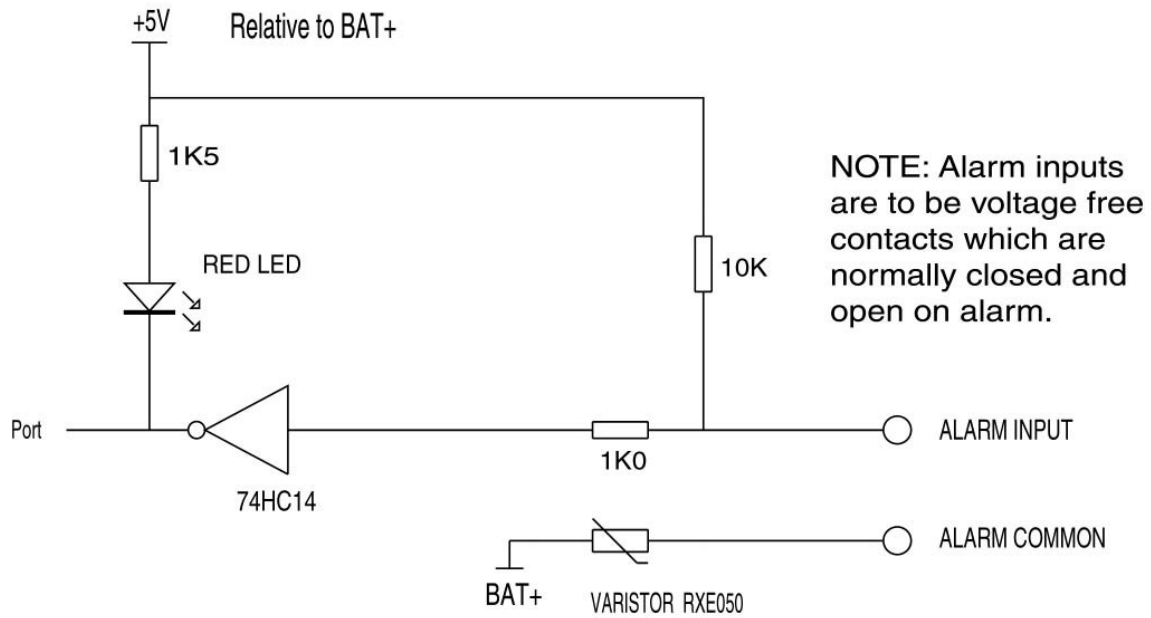 +5V
Relative to BAT+
1K5
RED LED
10K
NOTE: Alarm inputs
are to be voltage free
contacts which are
normally closed and
open on alarm.
Port
74HC14
1K0
ALARM INPUT
ALARM COMMON
BAT+
VARISTOR RXE050